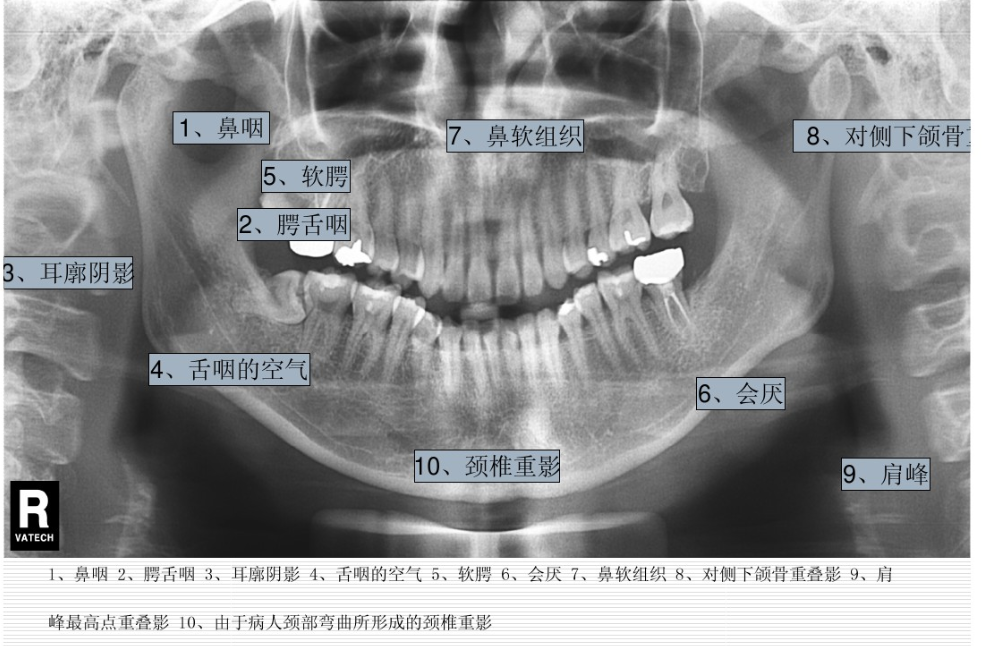 1、鼻咽
7、鼻软组织
8、对侧下颌骨
5、软腭
2、腭舌咽
3、耳廓阴影
4、舌咽的空气
6、会厌
10、颈椎重影
9、肩峰
R
VATECH
1、鼻咽 2、腭舌咽 3、耳廓阴影 4、舌咽的空气 5、软腭 6、会厌 7、鼻软组织 8、对侧下颌骨重叠影 9、肩
峰最高点重叠影 10、由于病人颈部弯曲所形成的颈椎重影